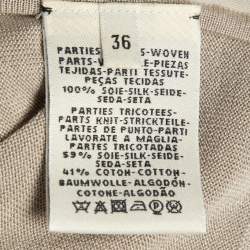 36
PARTIES S-WOVEN
PARTS- E-PIEZAS
TEJIDAS-PARTI TESSUTE-
PEÇAS TECIDAS
100% SOIE-SILK-SEIDE-
SEDA-SETA
PARTIES TRICOTEES-
PARTS KNIT-STRICKTEILE-
PARTES DE PUNTO-PARTI
LAVORATE A MAGLIA-
PARTES TRICOTADAS
59% SOIE-SILK-SEIDE-
SEDA-SETA
41% COTON-COTTON-
BAUMWOLLE-ALGODÓN-
COTONE-ALGODÃO